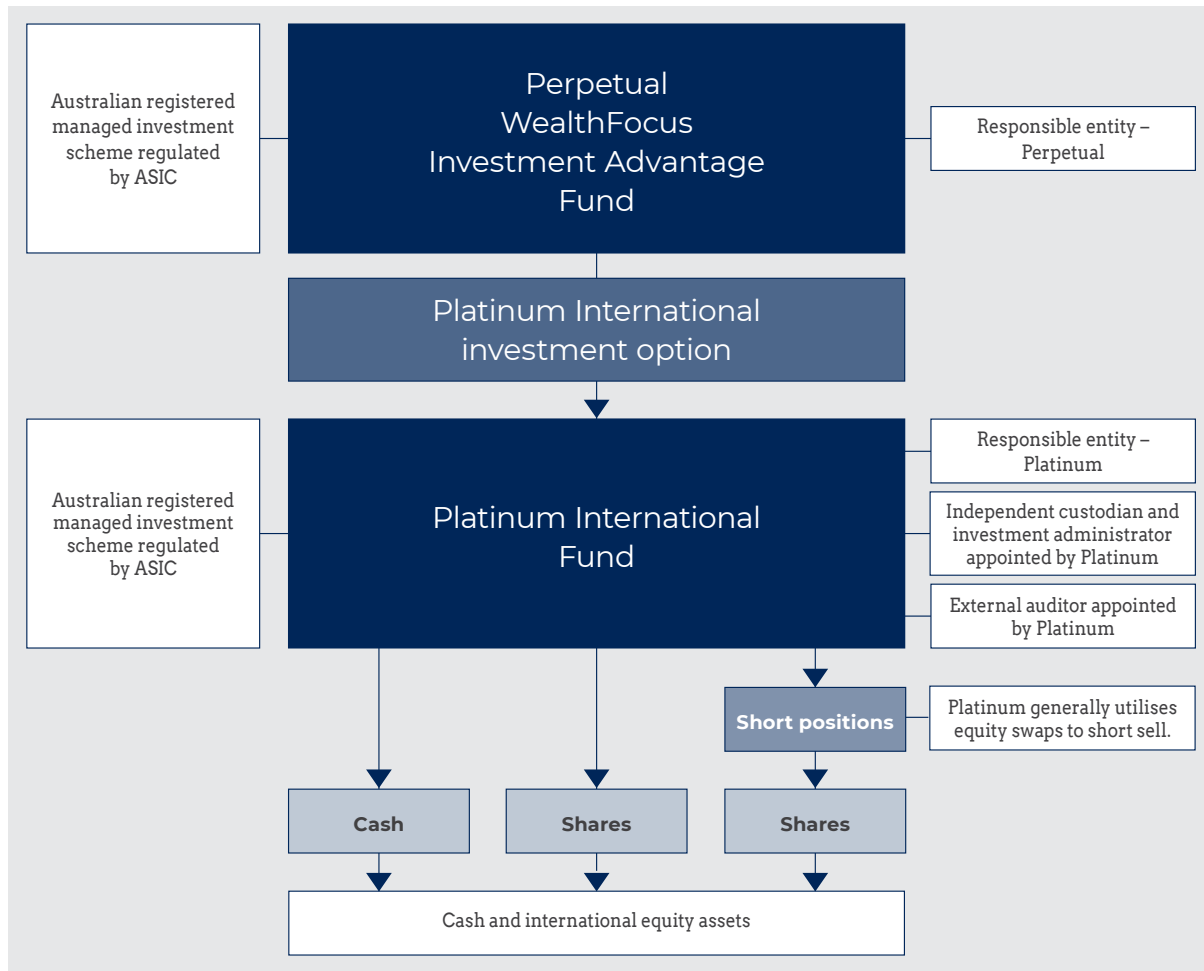 Australian registered
managed investment
scheme regulated
by ASIC
Perpetual
WealthFocus
Investment Advantage
Fund
Responsible entity –
Perpetual
Platinum International
investment option
Australian registered
managed investment
scheme regulated
by ASIC
Platinum International
Fund
Responsible entity –
Platinum
Independent custodian and
investment administrator
appointed by Platinum
External auditor appointed
by Platinum
Short positions
Platinum generally utilises
equity swaps to short sell.
Cash
Shares
Shares
Cash and international equity assets